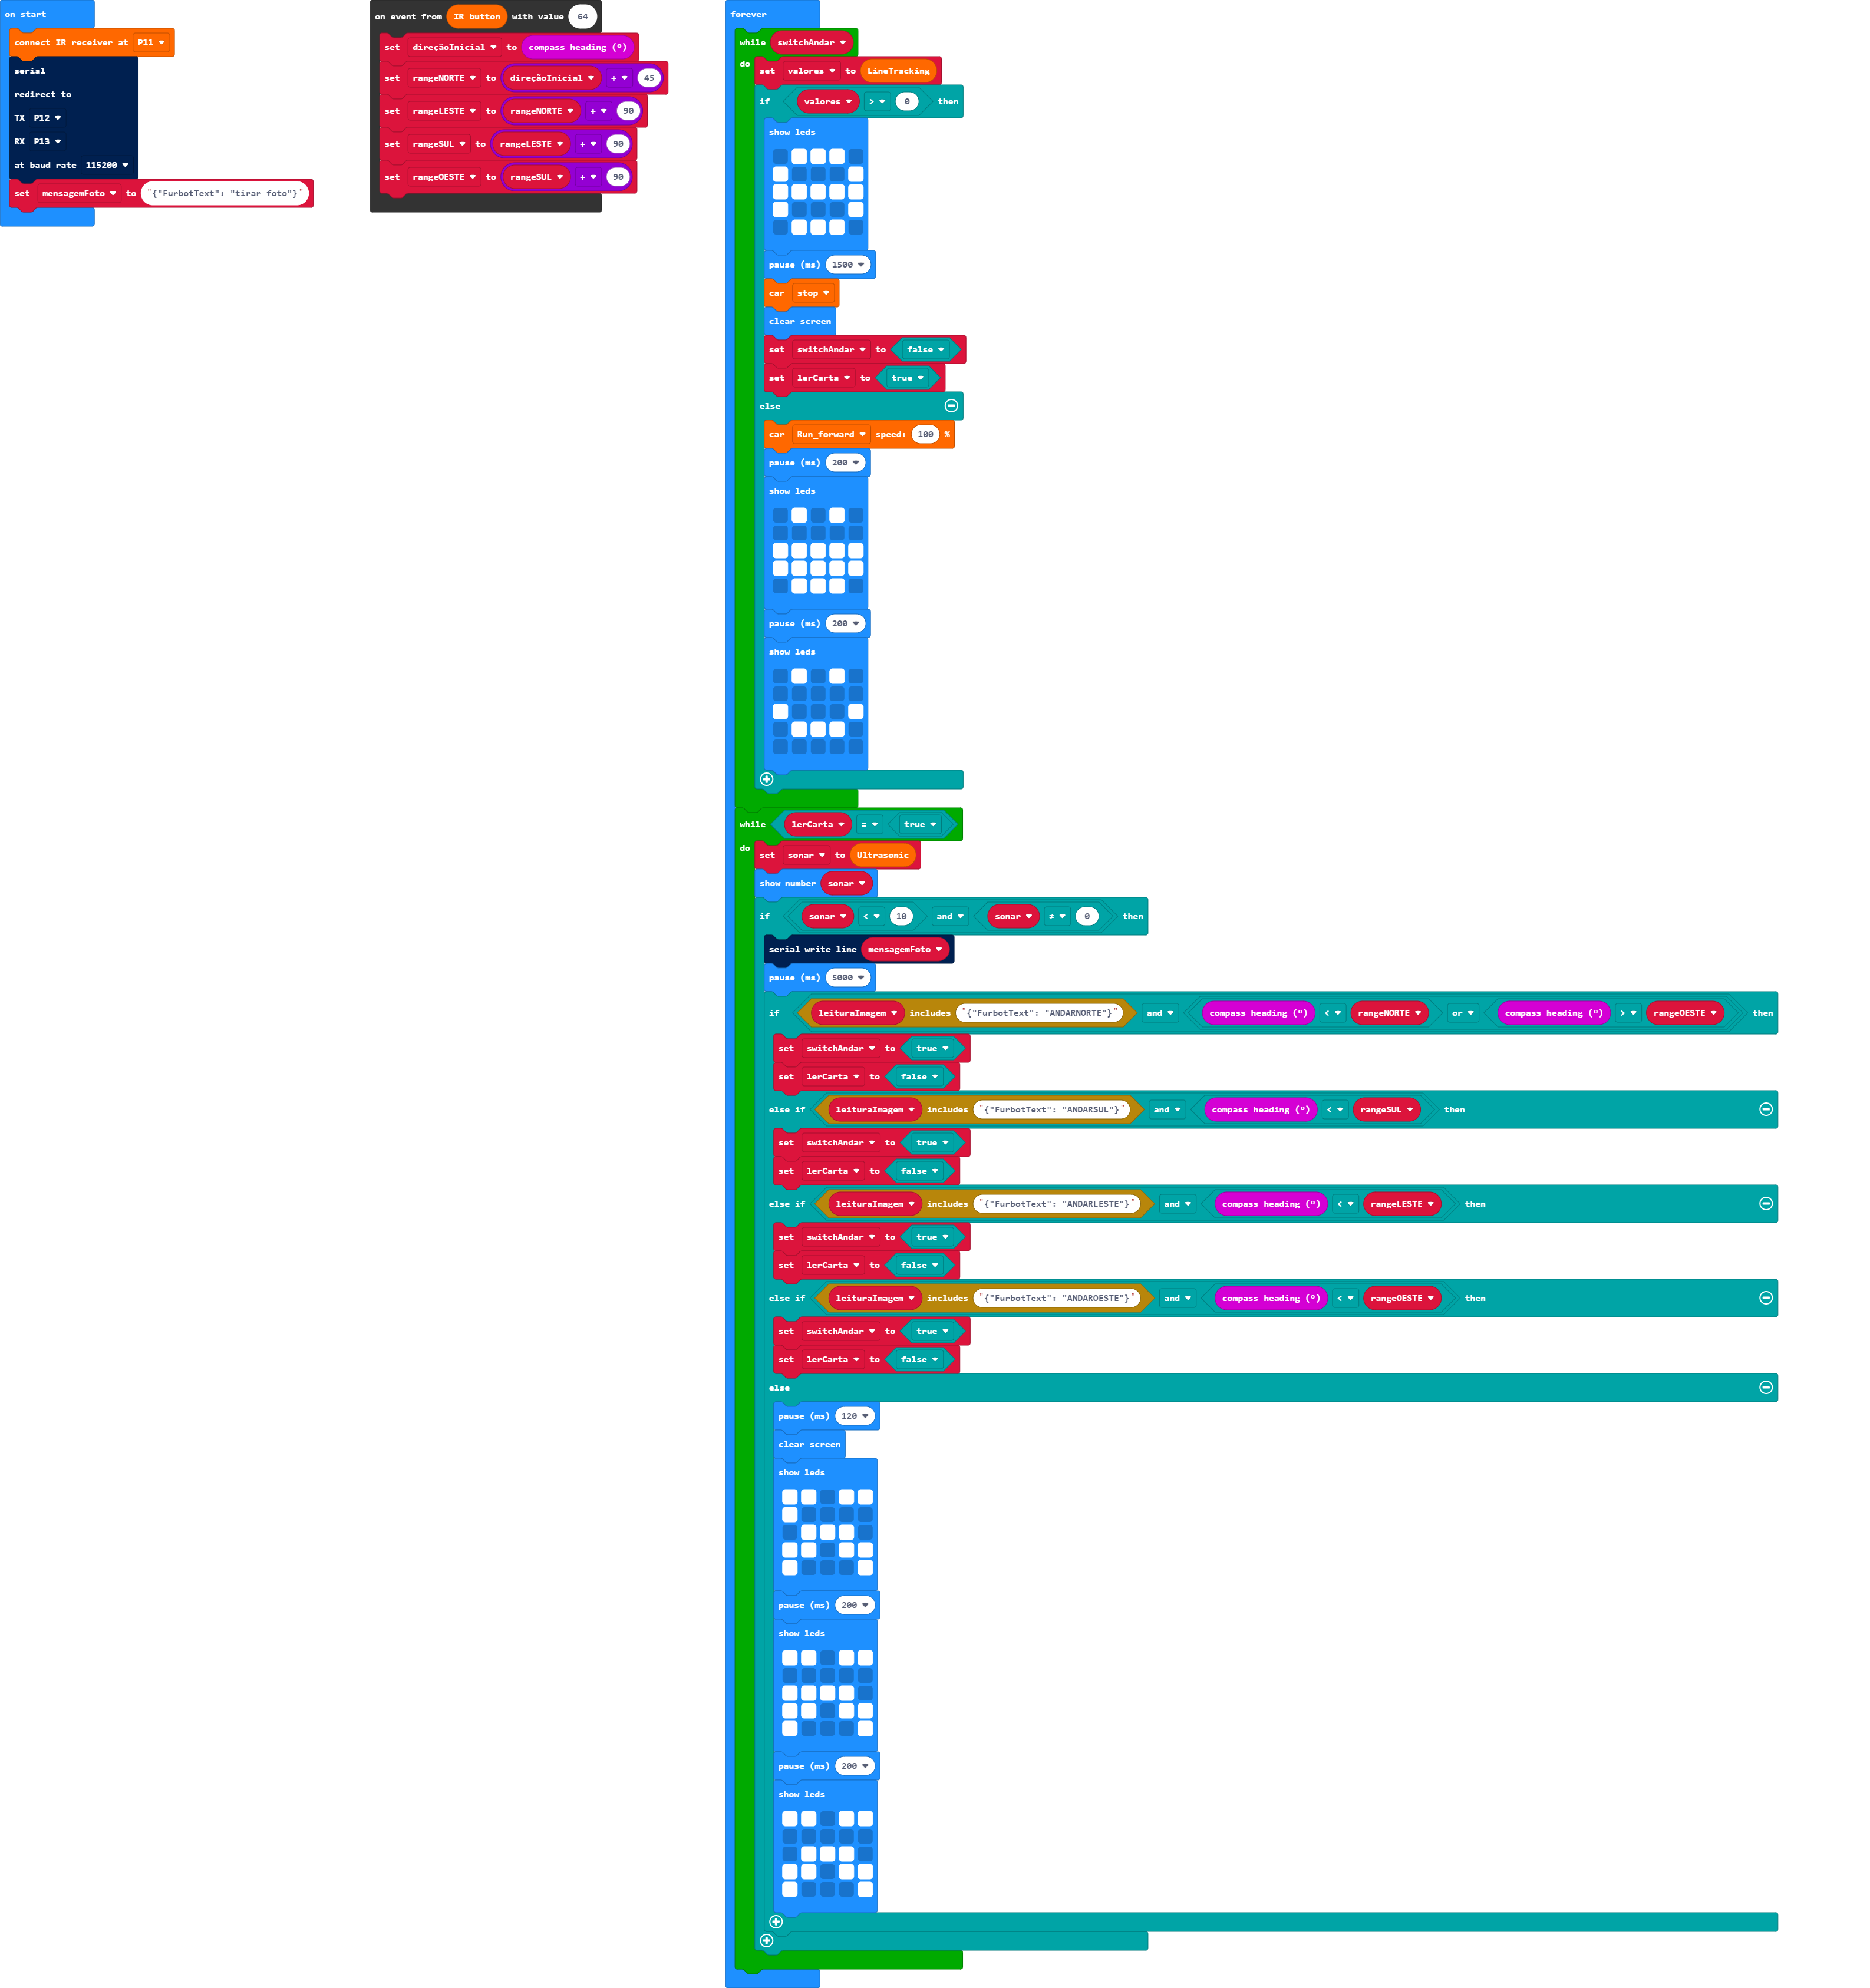 on start
connect IR receiver at P11
serial
redirect to
TX P12
RX P13
at baud rate 115200
set mensagemFoto to "{"FurbotText": "tirar foto"}"
on event from IR button with value 64
set direçãoInicial to compass heading (º)
set rangeNORTE to direçãoInicial + 45
set rangeLESTE to rangeNORTE + 90
set rangeSUL to rangeLESTE + 90
set rangeOESTE to rangeSUL + 90
forever
while switchAndar
do set valores to LineTracking
if valores > 0 then
show leds
pause (ms) 1500
car stop
clear screen
set switchAndar to false
set lerCarta to true
else
car Run_forward speed: 100 %
pause (ms) 200
show leds
pause (ms) 200
show leds
while lerCarta = true
do set sonar to Ultrasonic
show number sonar
if sonar < 10 and sonar ≠ 0 then
serial write line mensagemFoto
pause (ms) 5000
if leituraImagem includes "{"FurbotText": "ANDARNORTE"}" and compass heading (º) < rangeNORTE or compass heading (º) > rangeOESTE then
set switchAndar to true
set lerCarta to false
else if leituraImagem includes "{"FurbotText": "ANDARSUL"}" and compass heading (º) < rangeSUL then
set switchAndar to true
set lerCarta to false
else if leituraImagem includes "{"FurbotText": "ANDARLESTE"}" and compass heading (º) < rangeLESTE then
set switchAndar to true
set lerCarta to false
else if leituraImagem includes "{"FurbotText": "ANDAROESTE"}" and compass heading (º) < rangeOESTE then
set switchAndar to true
set lerCarta to false
else
pause (ms) 120
clear screen
show leds
pause (ms) 200
show leds
pause (ms) 200
show leds